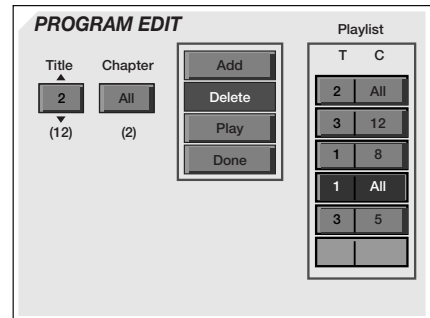 PROGRAM EDIT
Title Chapter
2 All
(12) (2)
Add
Delete
Play
Done
Playlist
T C
2 All
3 12
1 8
1 All
3 5